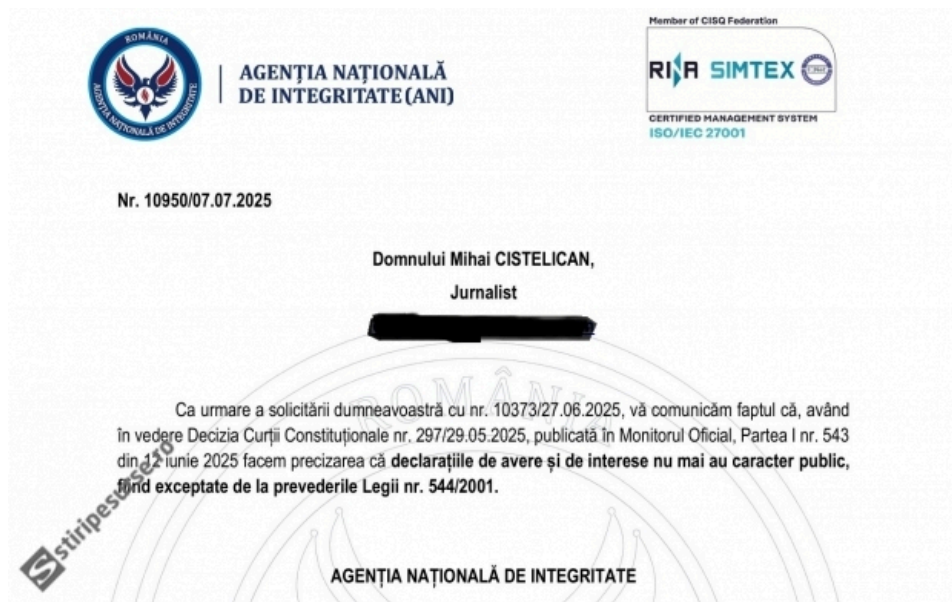 Member of CISQ Federation
ROMÂNIA
AGENȚIA NAȚIONALĂ DE INTEGRITATE
AGENȚIA NAȚIONALĂ
DE INTEGRITATE (ANI)
RINA SIMTEX
CERTIFIED MANAGEMENT SYSTEM
ISO/IEC 27001
Nr. 10950/07.07.2025
Domnului Mihai CISTELICAN,
Jurnalist
ROMÂNIA
Ca urmare a solicitării dumneavoastră cu nr. 10373/27.06.2025, vă comunicăm faptul că, având
în vedere Decizia Curții Constituționale nr. 297/29.05.2025, publicată în Monitorul Oficial, Partea I nr. 543
din 12 iunie 2025 facem precizarea că declarațiile de avere și de interese nu mai au caracter public,
fiind exceptate de la prevederile Legii nr. 544/2001.
stiripesurse.ro
AGENȚIA NAȚIONALĂ DE INTEGRITATE